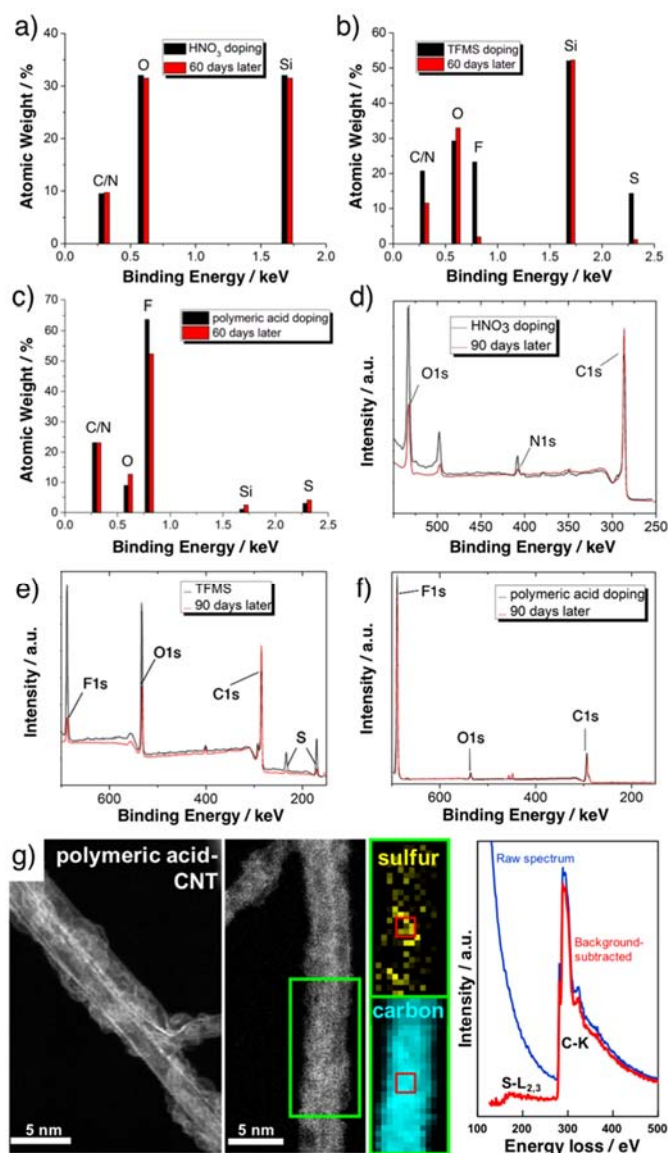 a)
HNO3 doping
60 days later
C/N
O
Si
Atomic Weight / %
40
30
20
10
0
0.0 0.5 1.0 1.5 2.0
Binding Energy / keV
b)
TFMS doping
60 days later
C/N
O
F
Si
S
Atomic Weight / %
60
50
40
30
20
10
0
0.0 0.5 1.0 1.5 2.0 2.5
Binding Energy / keV
c)
polymeric acid doping
60 days later
C/N
O
F
Si
S
Atomic Weight / %
70
60
50
40
30
20
10
0
0.0 0.5 1.0 1.5 2.0 2.5
Binding Energy / keV
d)
HNO3 doping
90 days later
O1s
N1s
C1s
Intensity / a.u.
500 450 400 350 300 250
Binding Energy / keV
e)
TFMS
90 days later
F1s
O1s
C1s
S
Intensity / a.u.
600 400 200
Binding Energy / keV
f)
polymeric acid doping
90 days later
F1s
O1s
C1s
Intensity / a.u.
600 400 200
Binding Energy / keV
g)
polymeric acid-
CNT
5 nm
5 nm
sulfur
carbon
Raw spectrum
Background-
subtracted
C-K
S-L2,3
Intensity / a.u.
100 200 300 400 500
Energy loss / eV